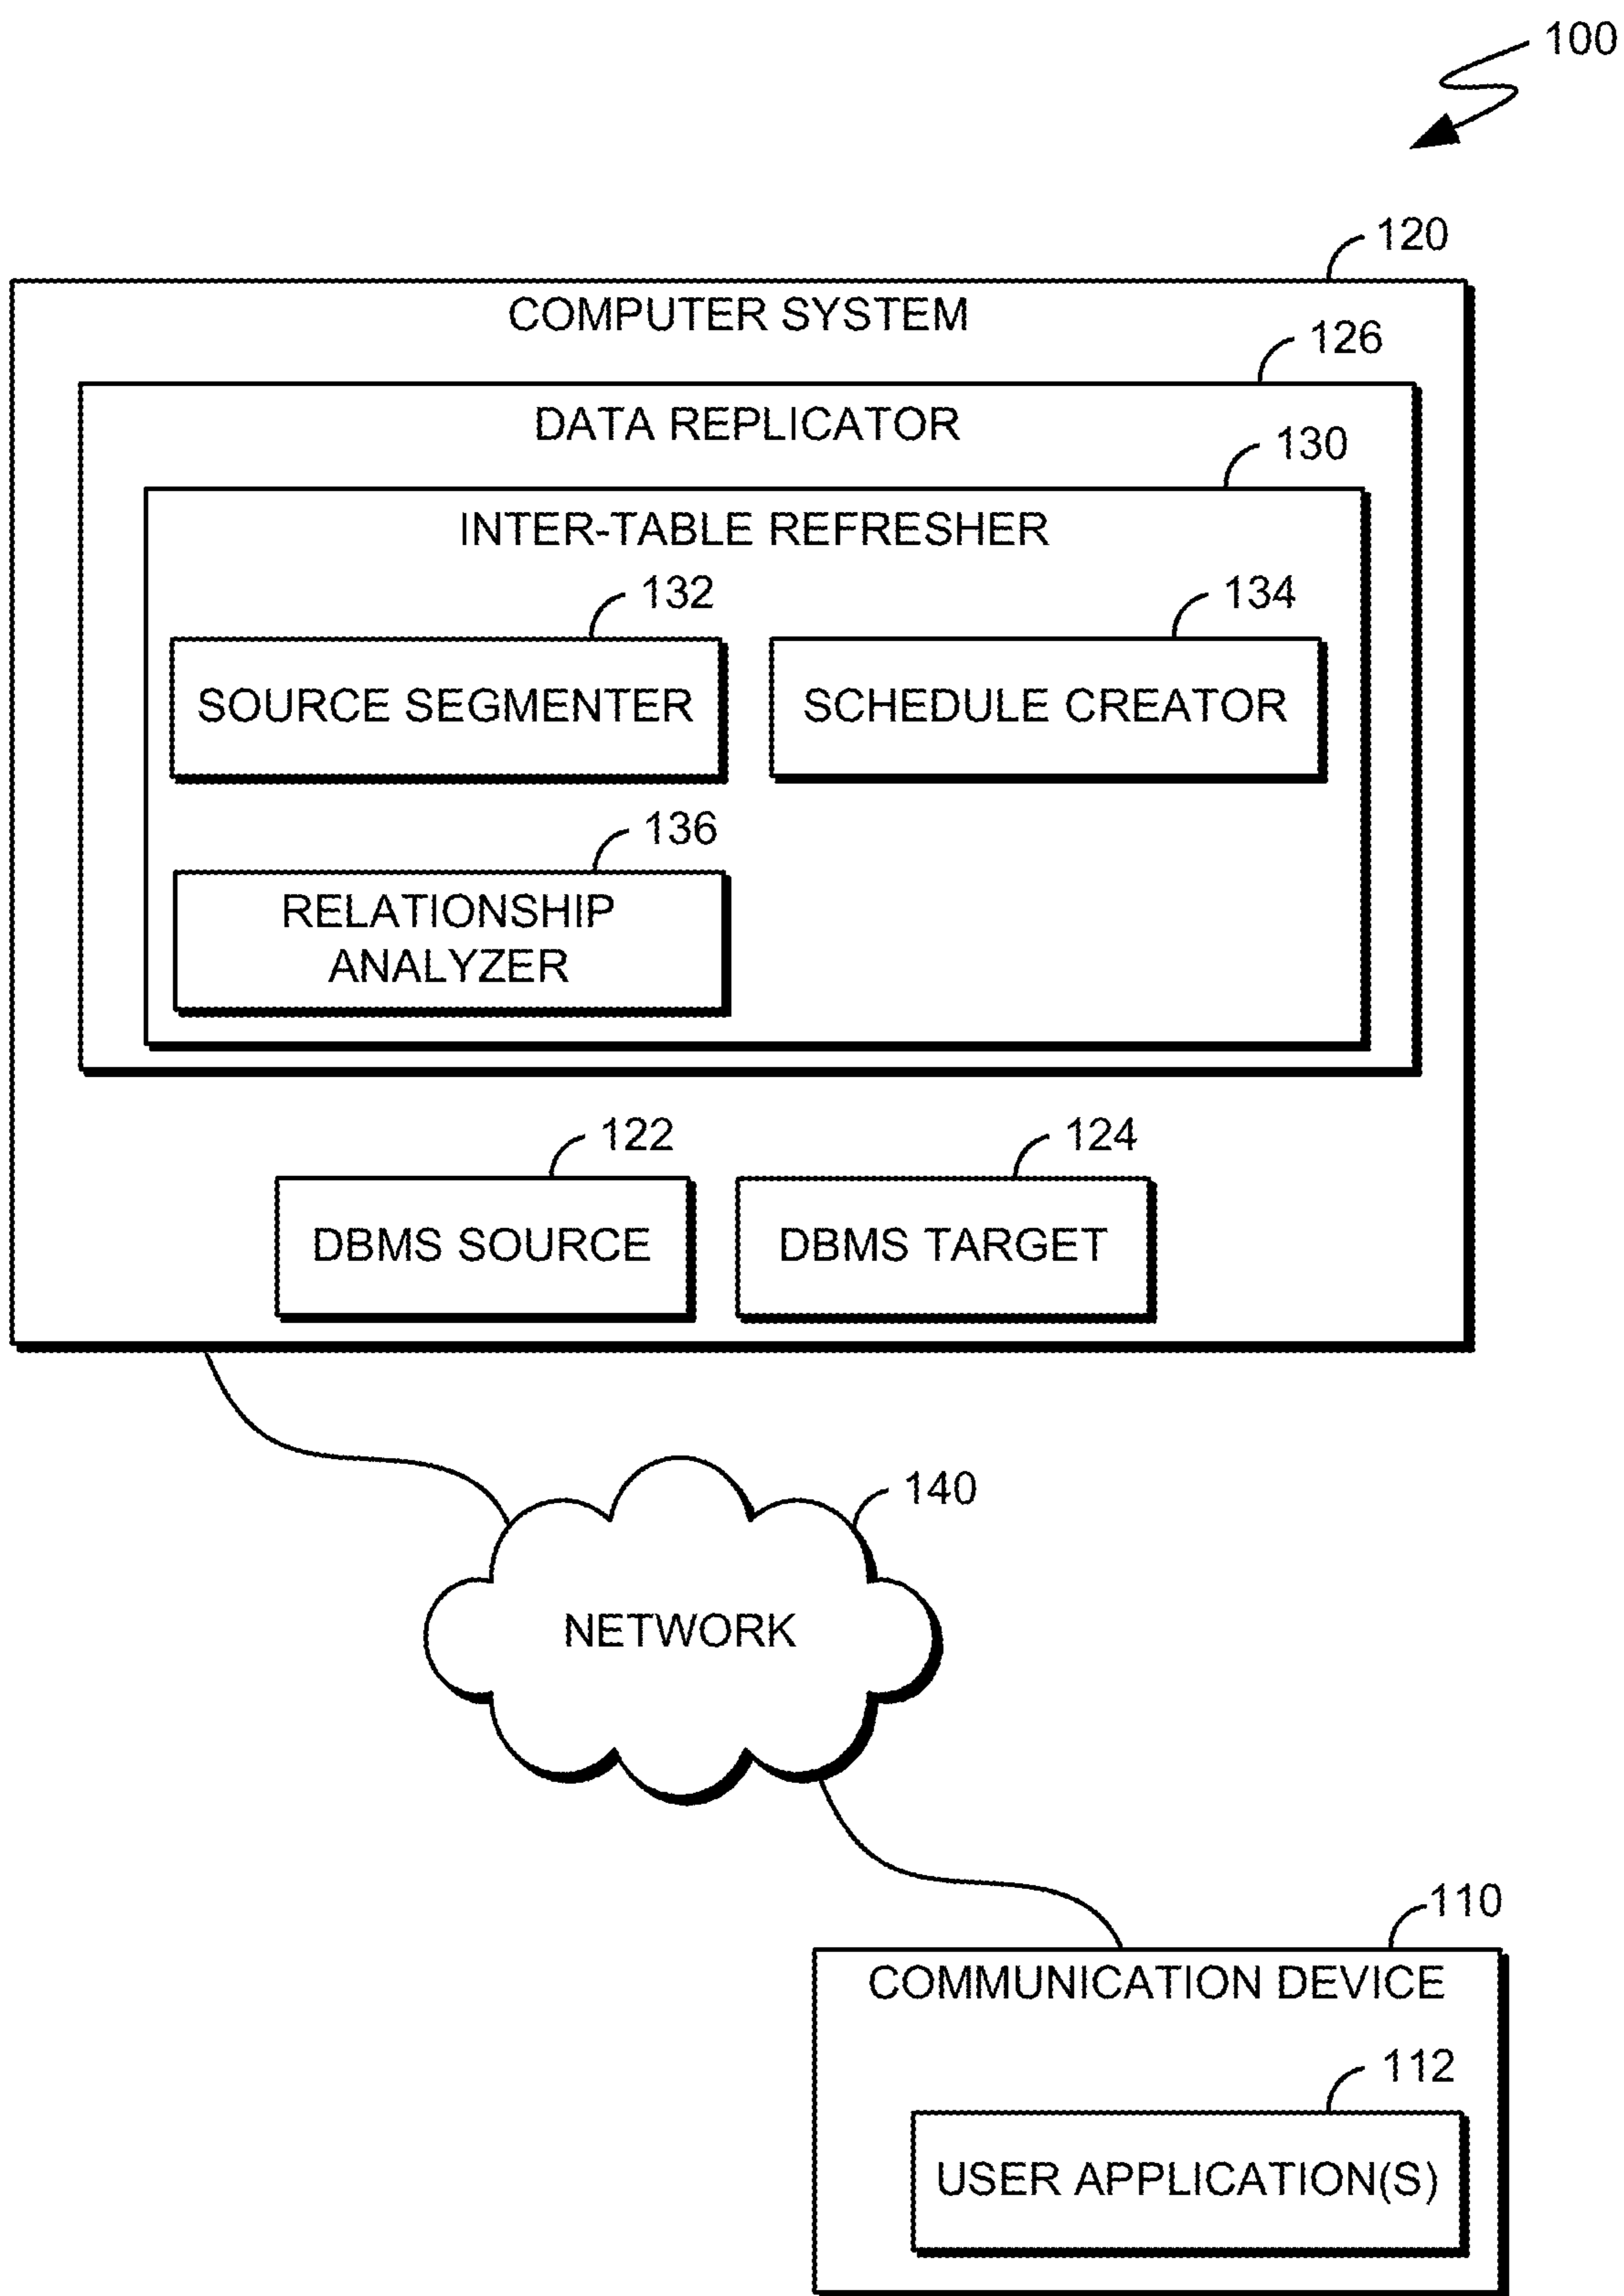 100
120
COMPUTER SYSTEM
126
DATA REPLICATOR
130
INTER-TABLE REFRESHER
132
134
SOURCE SEGMENTER
SCHEDULE CREATOR
136
RELATIONSHIP
ANALYZER
122
124
DBMS SOURCE
DBMS TARGET
140
NETWORK
110
COMMUNICATION DEVICE
112
USER APPLICATION(S)